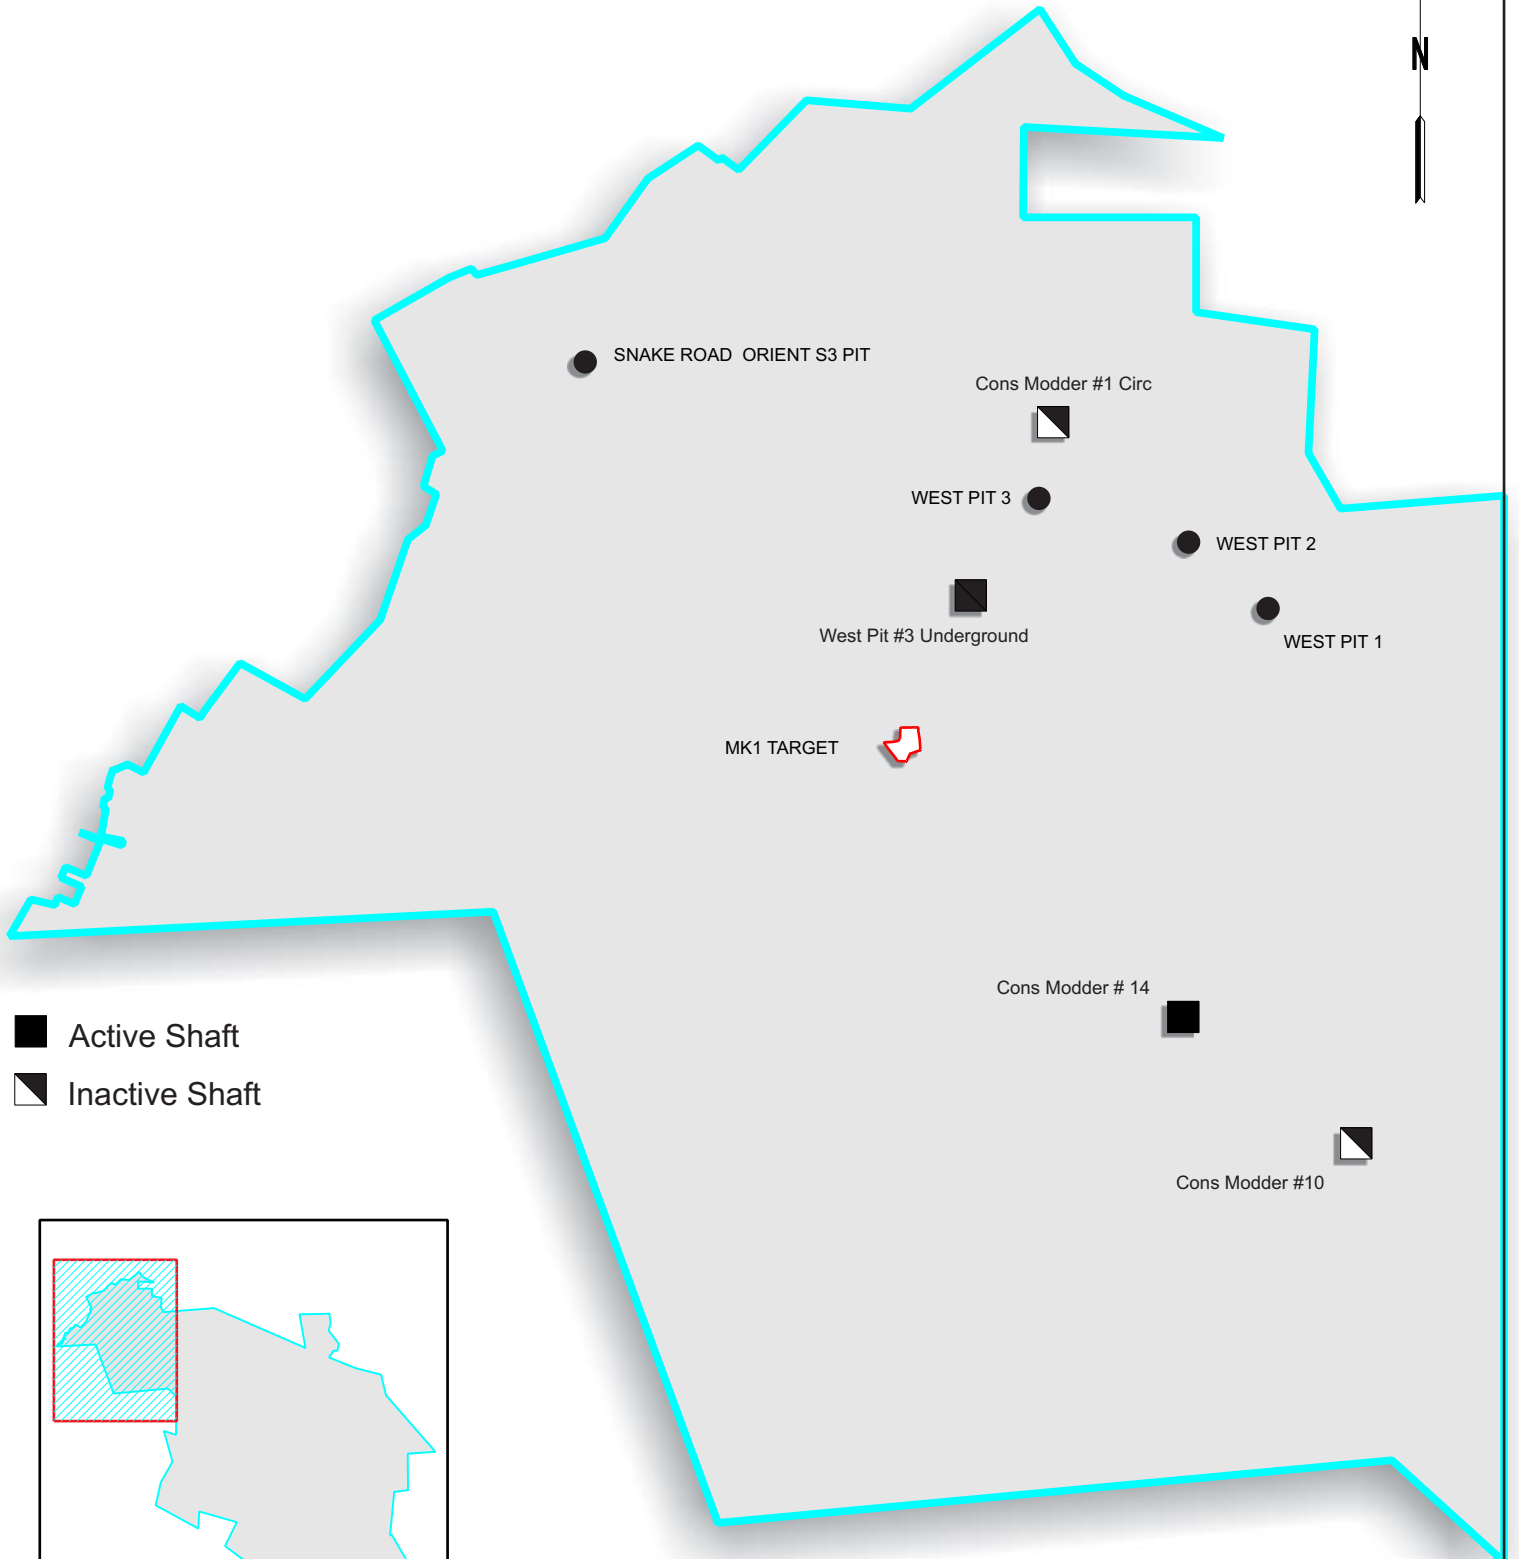 N
SNAKE ROAD  ORIENT S3 PIT
Cons Modder #1 Circ
WEST PIT 3
WEST PIT 2
West Pit #3 Underground
WEST PIT 1
MK1 TARGET
Cons Modder # 14
Active Shaft
Inactive Shaft
Cons Modder #10